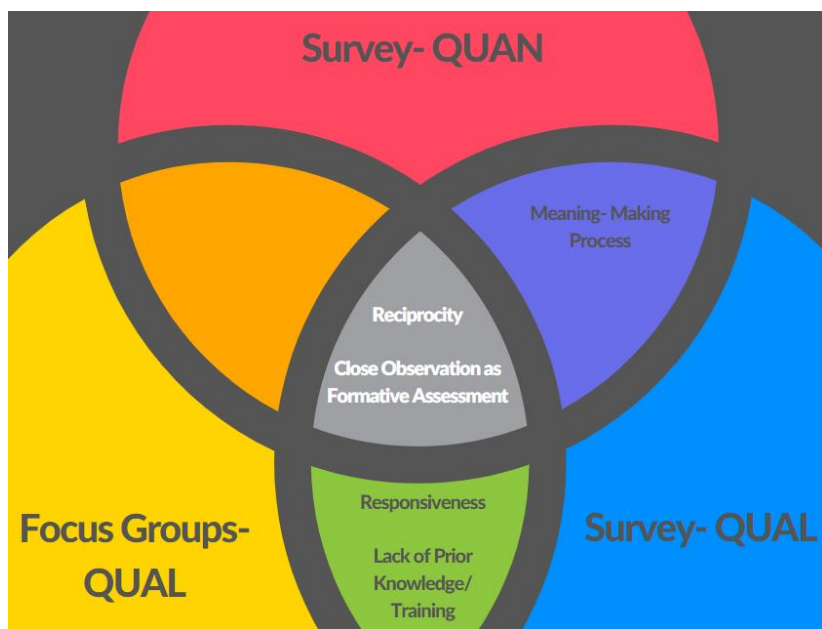 Survey- QUAN
Meaning- Making
Process
Reciprocity
Close Observation as
Formative Assessment
Responsiveness
Lack of Prior
Knowledge/
Training
Focus Groups-
QUAL
Survey- QUAL